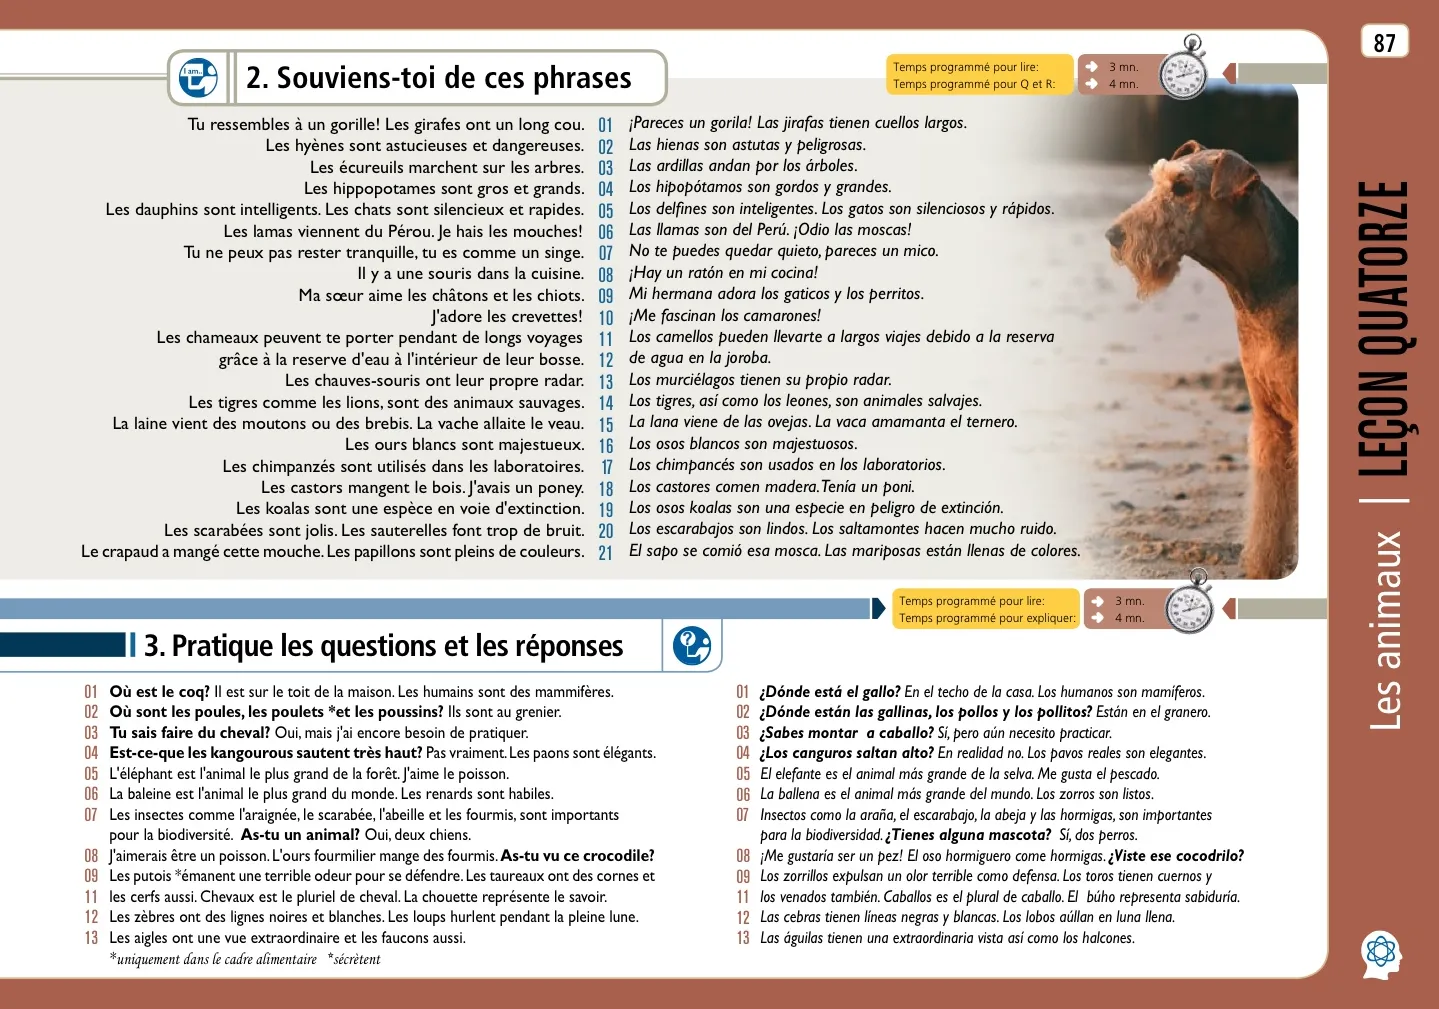 87
I am..
2. Souviens-toi de ces phrases
Temps programmé pour lire: 3 mn.
Temps programmé pour Q et R: 4 mn.
Tu ressembles à un gorille! Les girafes ont un long cou. 01 ¡Pareces un gorila! Las jirafas tienen cuellos largos.
Les hyènes sont astucieuses et dangereuses. 02 Las hienas son astutas y peligrosas.
Les écureuils marchent sur les arbres. 03 Las ardillas andan por los árboles.
Les hippopotames sont gros et grands. 04 Los hipopótamos son gordos y grandes.
Les dauphins sont intelligents. Les chats sont silencieux et rapides. 05 Los delfines son inteligentes. Los gatos son silenciosos y rápidos.
Les lamas viennent du Pérou. Je hais les mouches! 06 Las llamas son del Perú. ¡Odio las moscas!
Tu ne peux pas rester tranquille, tu es comme un singe. 07 No te puedes quedar quieto, pareces un mico.
Il y a une souris dans la cuisine. 08 ¡Hay un ratón en mi cocina!
Ma sœur aime les châtons et les chiots. 09 Mi hermana adora los gaticos y los perritos.
J'adore les crevettes! 10 ¡Me fascinan los camarones!
Les chameaux peuvent te porter pendant de longs voyages 11 Los camellos pueden llevarte a largos viajes debido a la reserva
grâce à la reserve d'eau à l'intérieur de leur bosse. 12 de agua en la joroba.
Les chauves-souris ont leur propre radar. 13 Los murciélagos tienen su propio radar.
Les tigres comme les lions, sont des animaux sauvages. 14 Los tigres, así como los leones, son animales salvajes.
La laine vient des moutons ou des brebis. La vache allaite le veau. 15 La lana viene de las ovejas. La vaca amamanta el ternero.
Les ours blancs sont majestueux. 16 Los osos blancos son majestuosos.
Les chimpanzés sont utilisés dans les laboratoires. 17 Los chimpancés son usados en los laboratorios.
Les castors mangent le bois. J'avais un poney. 18 Los castores comen madera. Tenía un poni.
Les koalas sont une espèce en voie d'extinction. 19 Los osos koalas son una especie en peligro de extinción.
Les scarabées sont jolis. Les sauterelles font trop de bruit. 20 Los escarabajos son lindos. Los saltamontes hacen mucho ruido.
Le crapaud a mangé cette mouche. Les papillons sont pleins de couleurs. 21 El sapo se comió esa mosca. Las mariposas están llenas de colores.
Temps programmé pour lire: 3 mn.
Temps programmé pour expliquer: 4 mn.
3. Pratique les questions et les réponses
?
01 Où est le coq? Il est sur le toit de la maison. Les humains sont des mammifères.
02 Où sont les poules, les poulets *et les poussins? Ils sont au grenier.
03 Tu sais faire du cheval? Oui, mais j'ai encore besoin de pratiquer.
04 Est-ce-que les kangourous sautent très haut? Pas vraiment. Les paons sont élégants.
05 L'éléphant est l'animal le plus grand de la forêt. J'aime le poisson.
06 La baleine est l'animal le plus grand du monde. Les renards sont habiles.
07 Les insectes comme l'araignée, le scarabée, l'abeille et les fourmis, sont importants
pour la biodiversité. As-tu un animal? Oui, deux chiens.
08 J'aimerais être un poisson. L'ours fourmilier mange des fourmis. As-tu vu ce crocodile?
09 Les putois *émanent une terrible odeur pour se défendre. Les taureaux ont des cornes et
11 les cerfs aussi. Chevaux est le pluriel de cheval. La chouette représente le savoir.
12 Les zèbres ont des lignes noires et blanches. Les loups hurlent pendant la pleine lune.
13 Les aigles ont une vue extraordinaire et les faucons aussi.
*uniquement dans le cadre alimentaire *sécrètent
01 ¿Dónde está el gallo? En el techo de la casa. Los humanos son mamíferos.
02 ¿Dónde están las gallinas, los pollos y los pollitos? Están en el granero.
03 ¿Sabes montar a caballo? Sí, pero aún necesito practicar.
04 ¿Los canguros saltan alto? En realidad no. Los pavos reales son elegantes.
05 El elefante es el animal más grande de la selva. Me gusta el pescado.
06 La ballena es el animal más grande del mundo. Los zorros son listos.
07 Insectos como la araña, el escarabajo, la abeja y las hormigas, son importantes
para la biodiversidad. ¿Tienes alguna mascota? Sí, dos perros.
08 ¡Me gustaría ser un pez! El oso hormiguero come hormigas. ¿Viste ese cocodrilo?
09 Los zorrillos expulsan un olor terrible como defensa. Los toros tienen cuernos y
11 los venados también. Caballos es el plural de caballo. El búho representa sabiduría.
12 Las cebras tienen líneas negras y blancas. Los lobos aúllan en luna llena.
13 Las águilas tienen una extraordinaria vista así como los halcones.
Les animaux | LEÇON QUATORZE